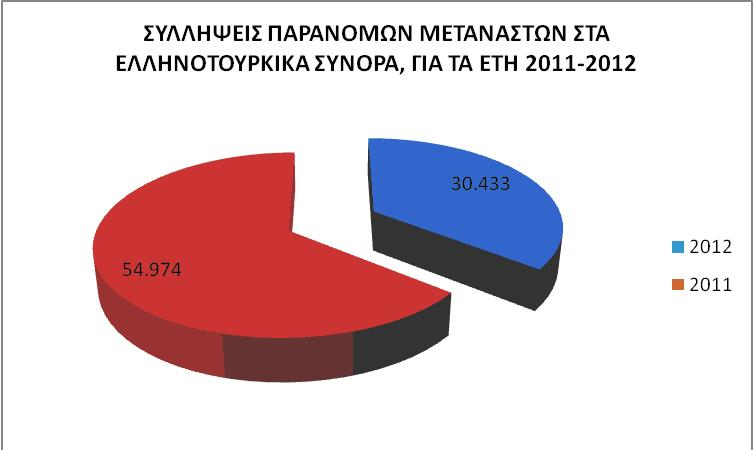 ΣΥΛΛΗΨΕΙΣ ΠΑΡΑΝΟΜΩΝ ΜΕΤΑΝΑΣΤΩΝ ΣΤΑ
ΕΛΛΗΝΟΤΟΥΡΚΙΚΑ ΣΥΝΟΡΑ, ΓΙΑ ΤΑ ΕΤΗ 2011-2012
30.433
54.974
2012
2011